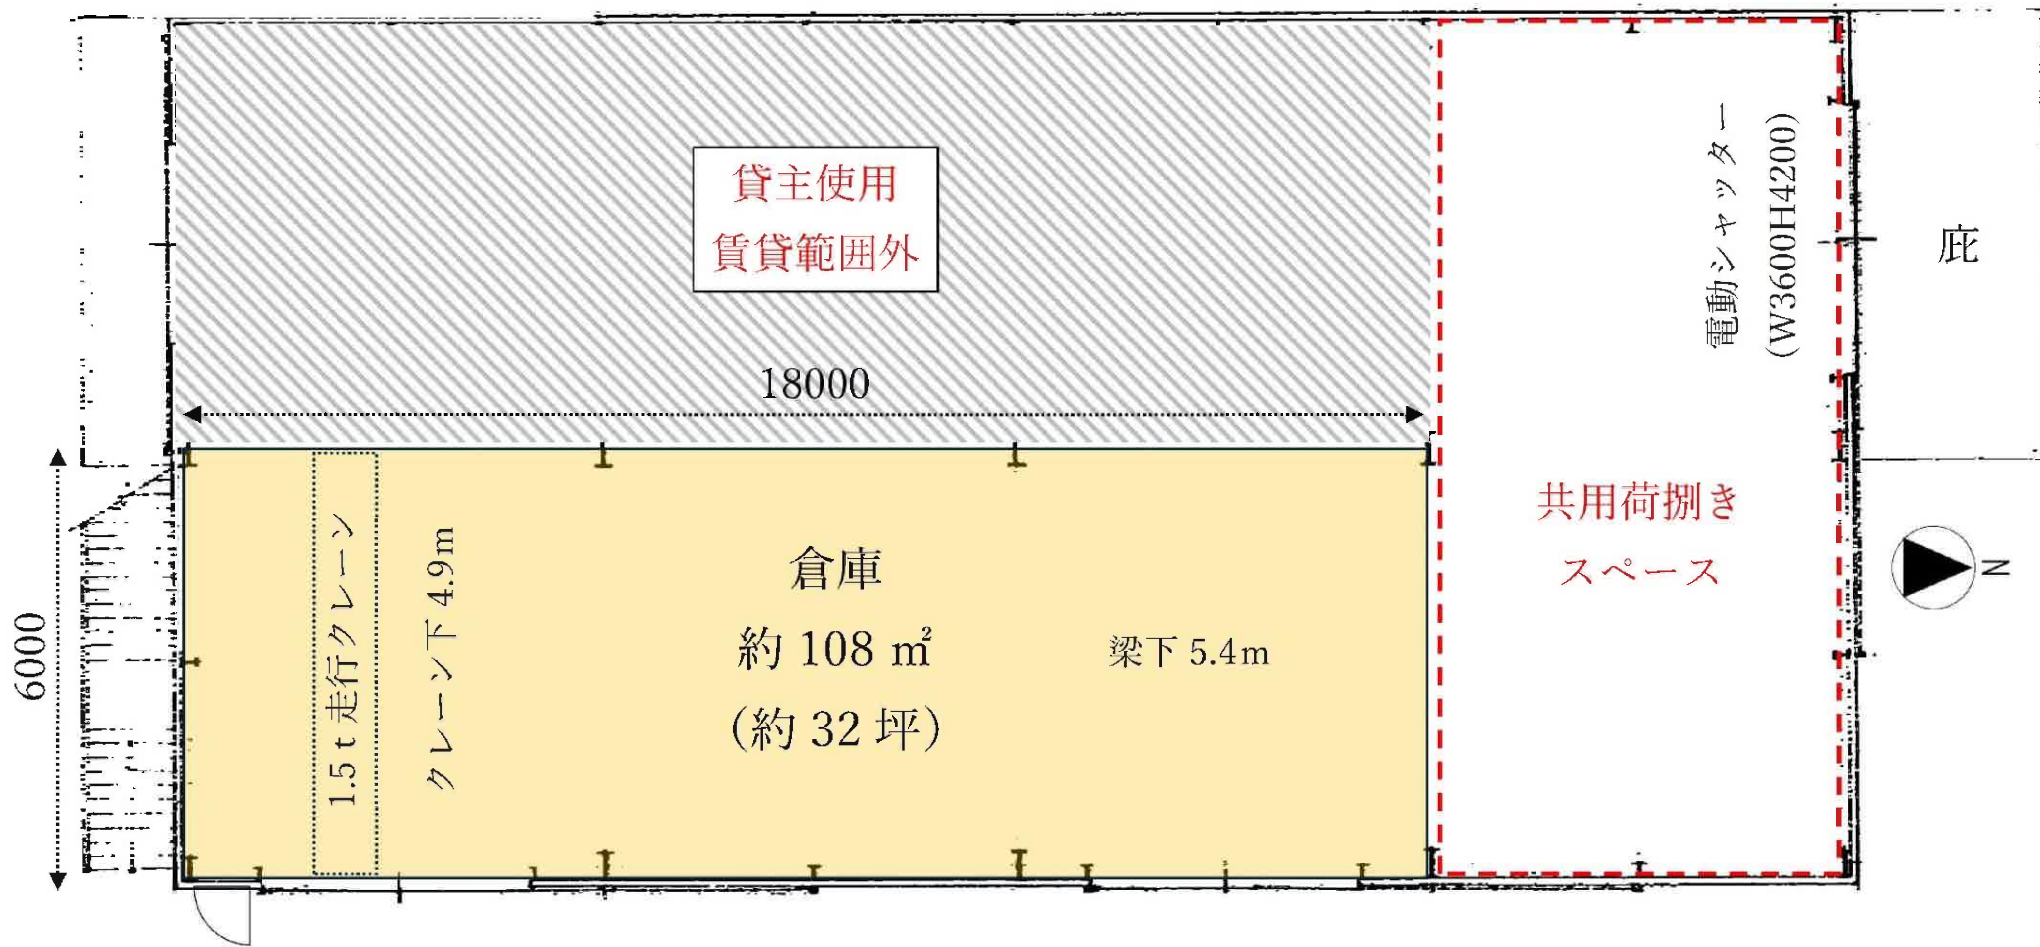 貸主使用
賃貸範囲外
電動シャッター
(W3600H4200)
庇
18000
6000
1.5t走行クレーン
クレーン下 4.9m
倉庫
約 108 ㎡
(約 32 坪)
梁下 5.4m
共用荷捌き
スペース
N